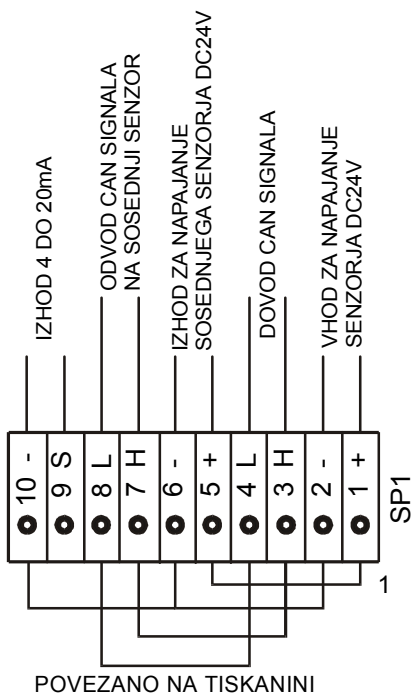 IZHOD 4 DO 20mA
ODVOD CAN SIGNALA
NA SOSEDNJI SENZOR
IZHOD ZA NAPAJANJE
SOSEDNJEGA SENZORJA DC24V
DOVOD CAN SIGNALA
VHOD ZA NAPAJANJE
SENZORJA DC24V
10 -
9 S
8 L
7 H
6 -
5 +
4 L
3 H
2 -
1 +
SP1
1
POVEZANO NA TISKANINI